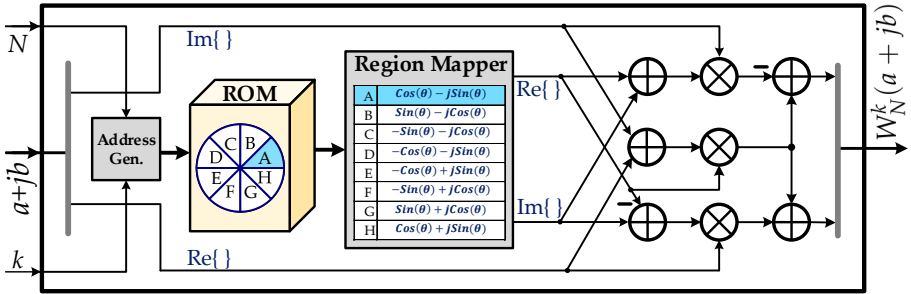 N
a+jb
k
Im{ }
Re{ }
Address
Gen.
ROM
A
B
C
D
E
F
G
H
Region Mapper
A Cos(θ) − jSin(θ)
B Sin(θ) − jCos(θ)
C -Sin(θ) − jCos(θ)
D -Cos(θ) − jSin(θ)
E -Cos(θ) + jSin(θ)
F -Sin(θ) + jCos(θ)
G Sin(θ) + jCos(θ)
H Cos(θ) + jSin(θ)
Re{ }
Im{ }
−
−
W_N^k(a + jb)